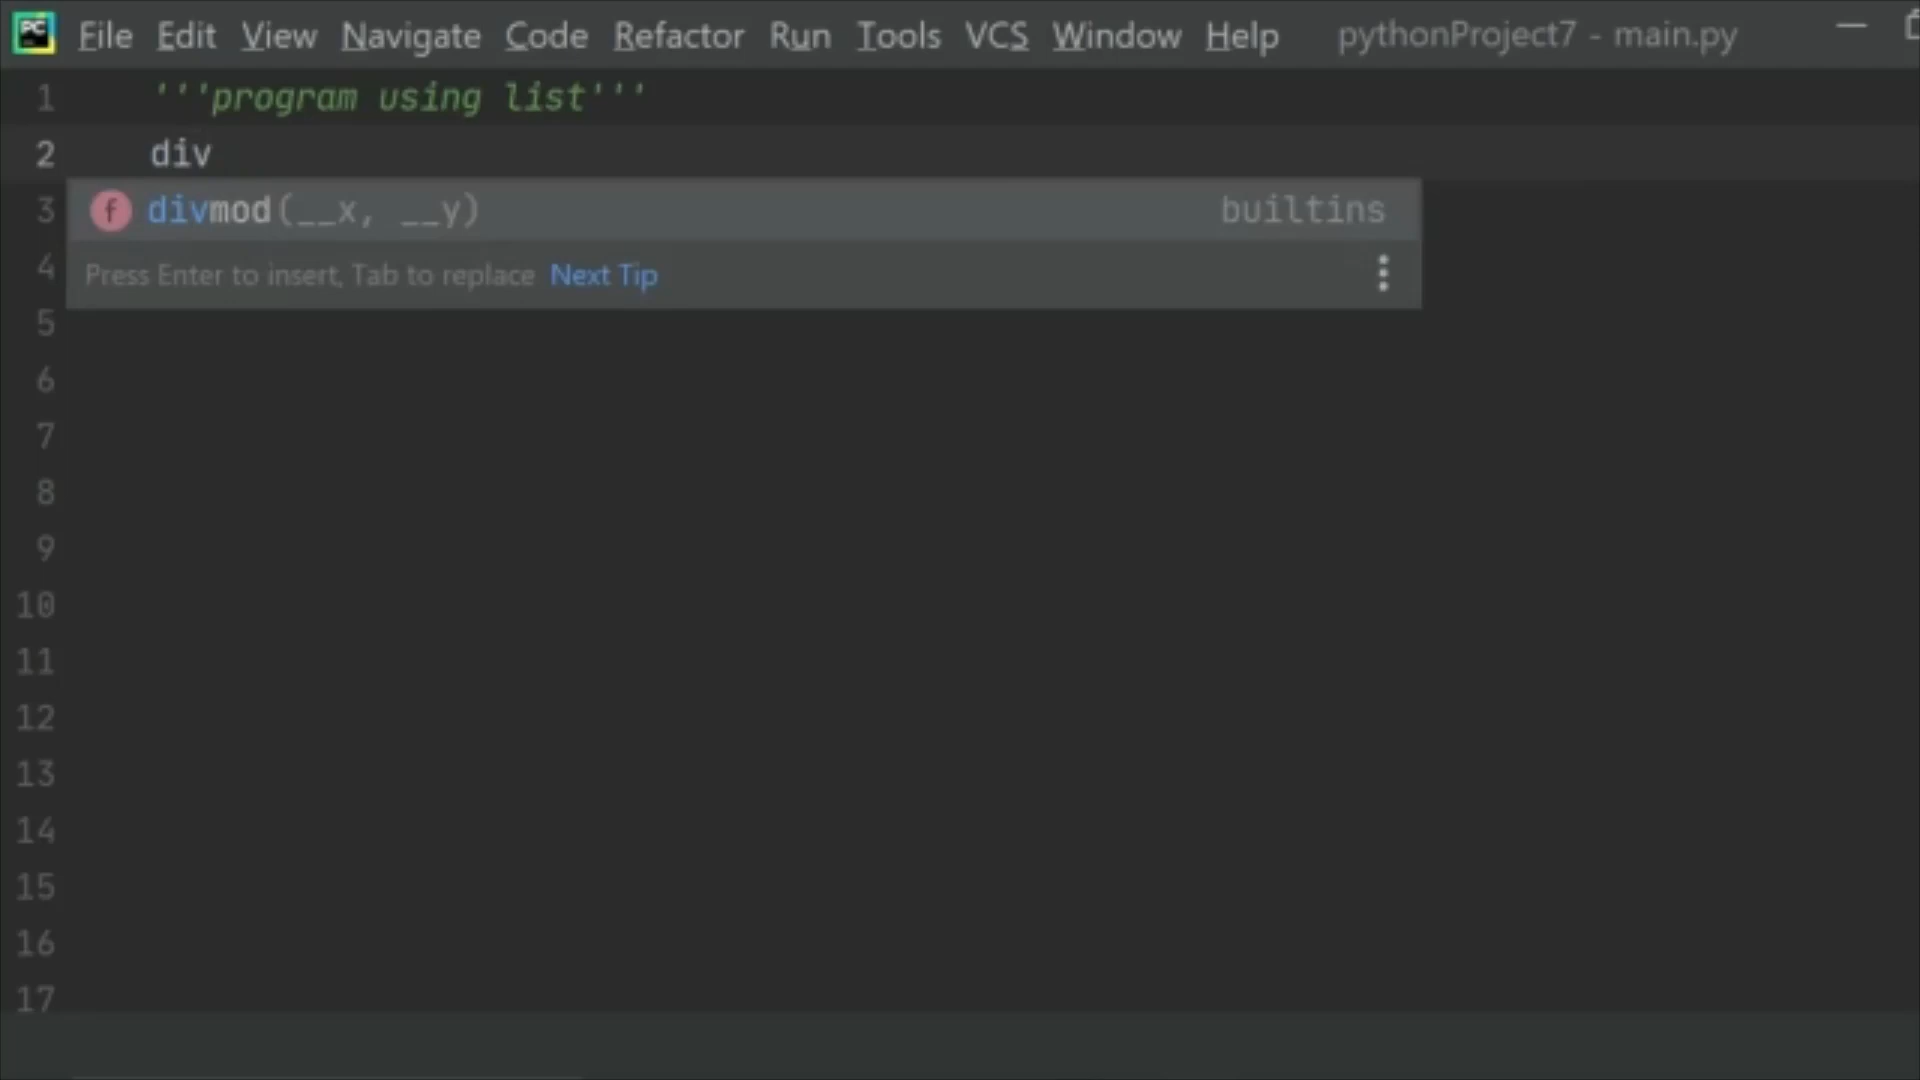 PC File Edit View Navigate Code Refactor Run Tools VCS Window Help pythonProject7 - main.py
1 '''program using list'''
2 div
3 f divmod(__x, __y) builtins
4 Press Enter to insert, Tab to replace Next Tip
5
6
7
8
9
10
11
12
13
14
15
16
17